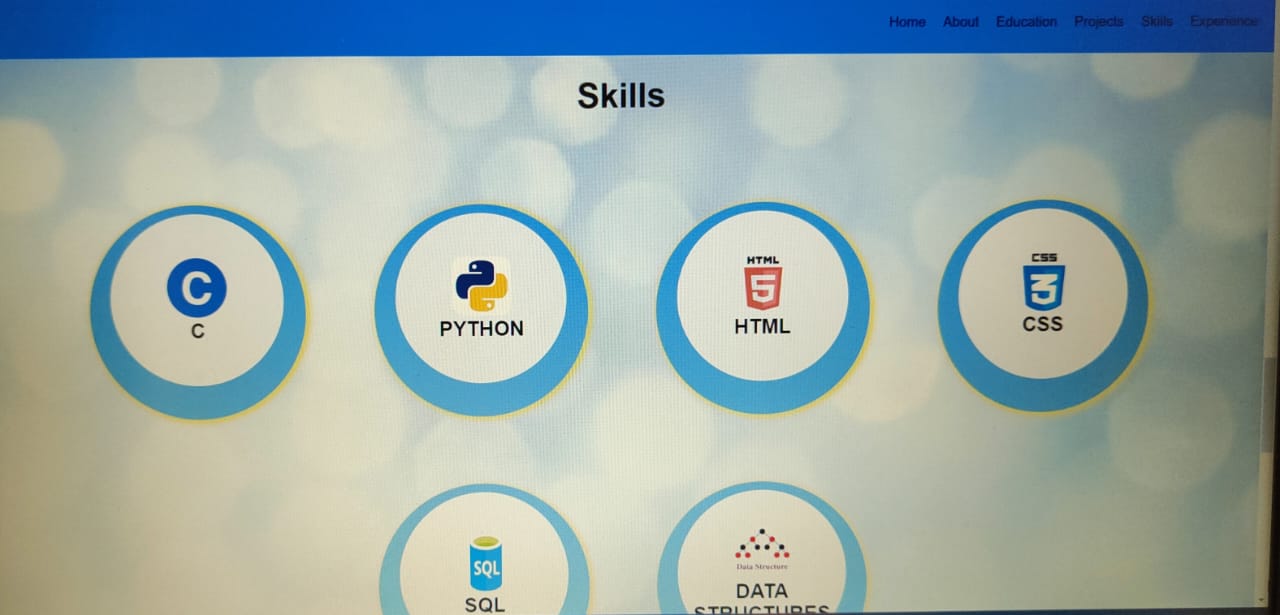 Home About Education Projects Skills Experience
Skills
C
C
PYTHON
HTML
5
HTML
CSS
3
CSS
SQL
SQL
Data Structure
DATA
STRUCTURES